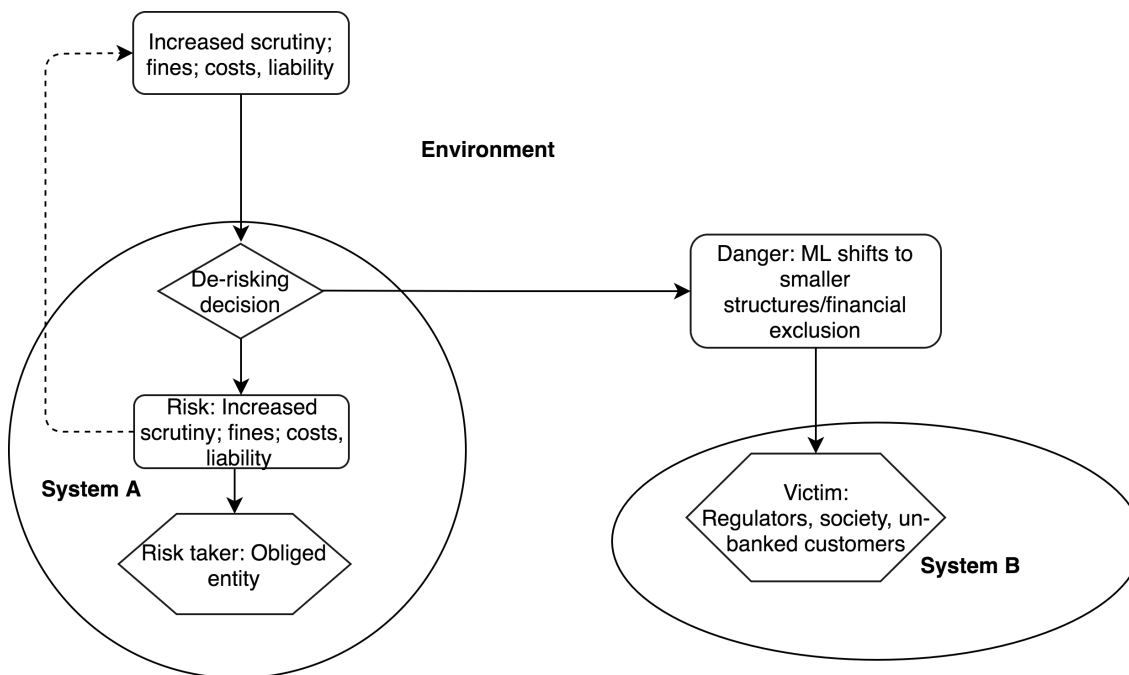 Increased scrutiny;
fines; costs, liability
Environment
De-risking
decision
Danger: ML shifts to
smaller
structures/financial
exclusion
Risk: Increased
scrutiny; fines; costs,
liability
System A
Risk taker: Obliged
entity
Victim:
Regulators, society, un-
banked customers
System B